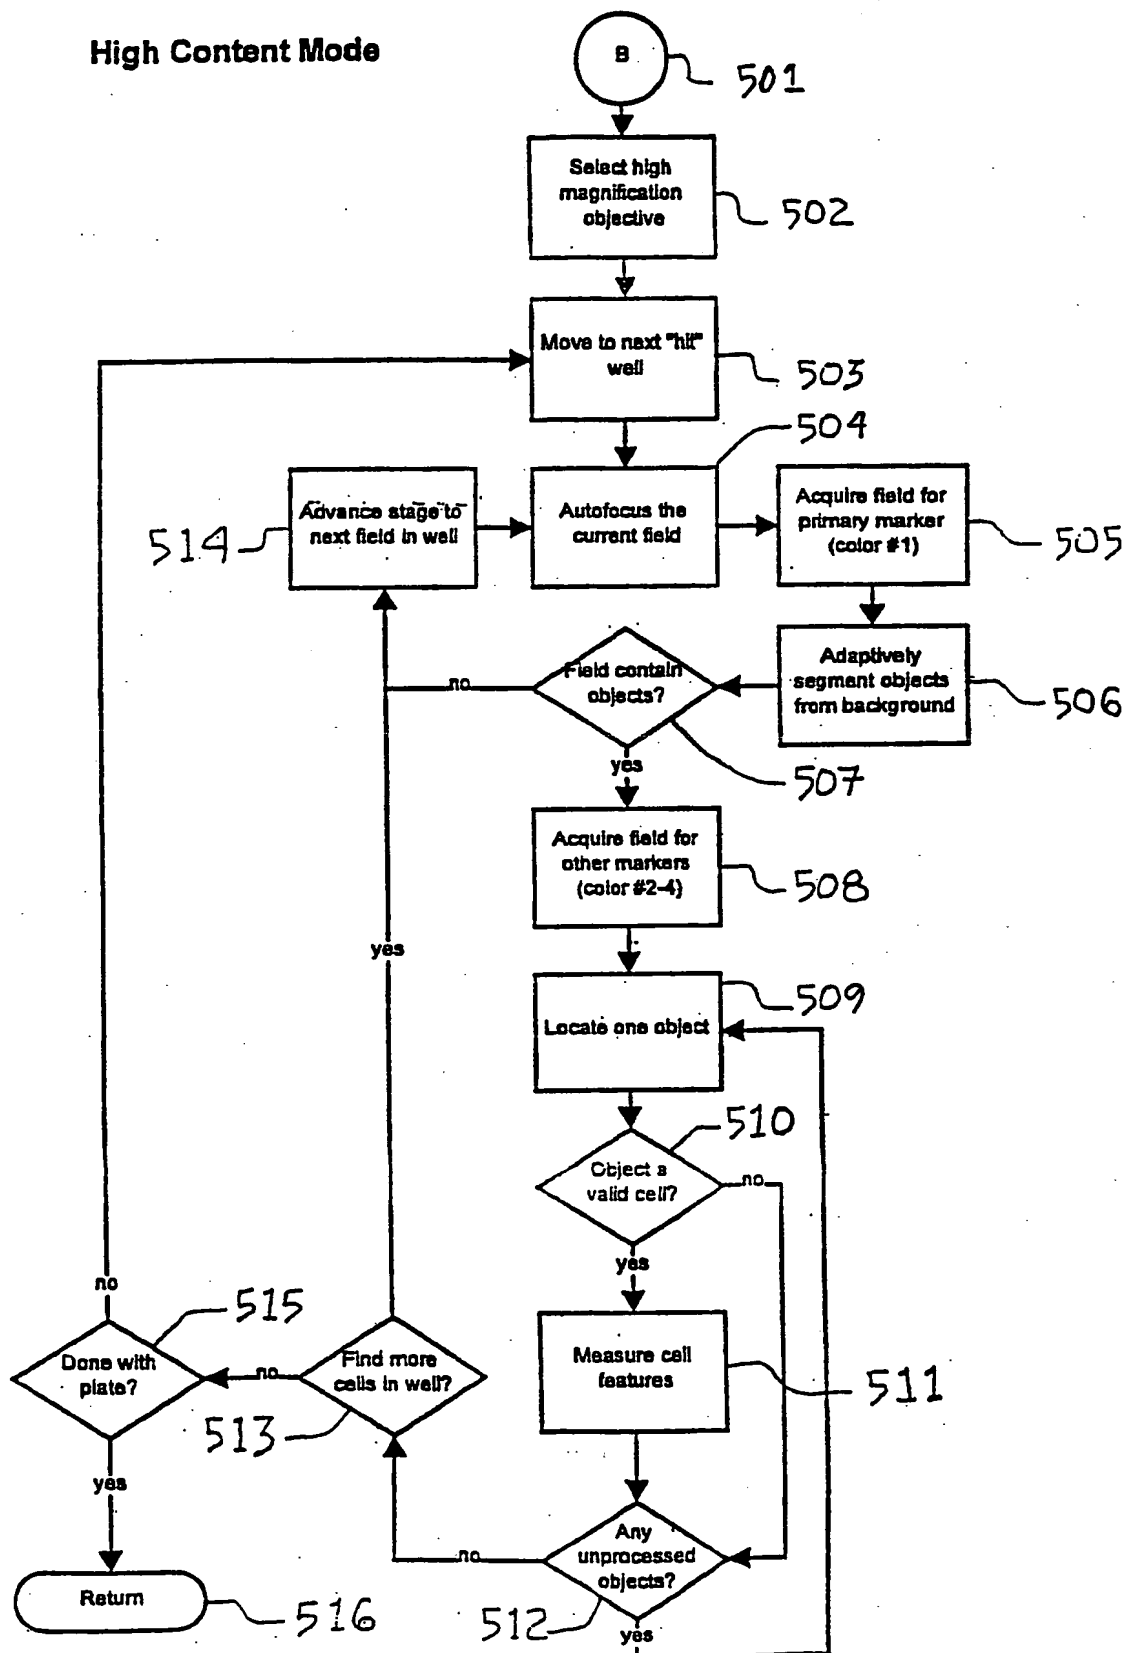 High Content Mode
B
501
Select high
magnification
objective
502
Move to next "hit"
well
503
504
Advance stage to
next field in well
514
Autofocus the
current field
Acquire field for
primary marker
(color #1)
505
Adaptively
segment objects
from background
506
Field contain
objects?
no
507
yes
Acquire field for
other markers
(color #2-4)
508
yes
509
Locate one object
510
Object a
valid cell?
no
yes
no
515
Done with
plate?
no
Find more
cells in well?
513
Measure cell
features
511
yes
Any
unprocessed
objects?
no
512
yes
Return
516